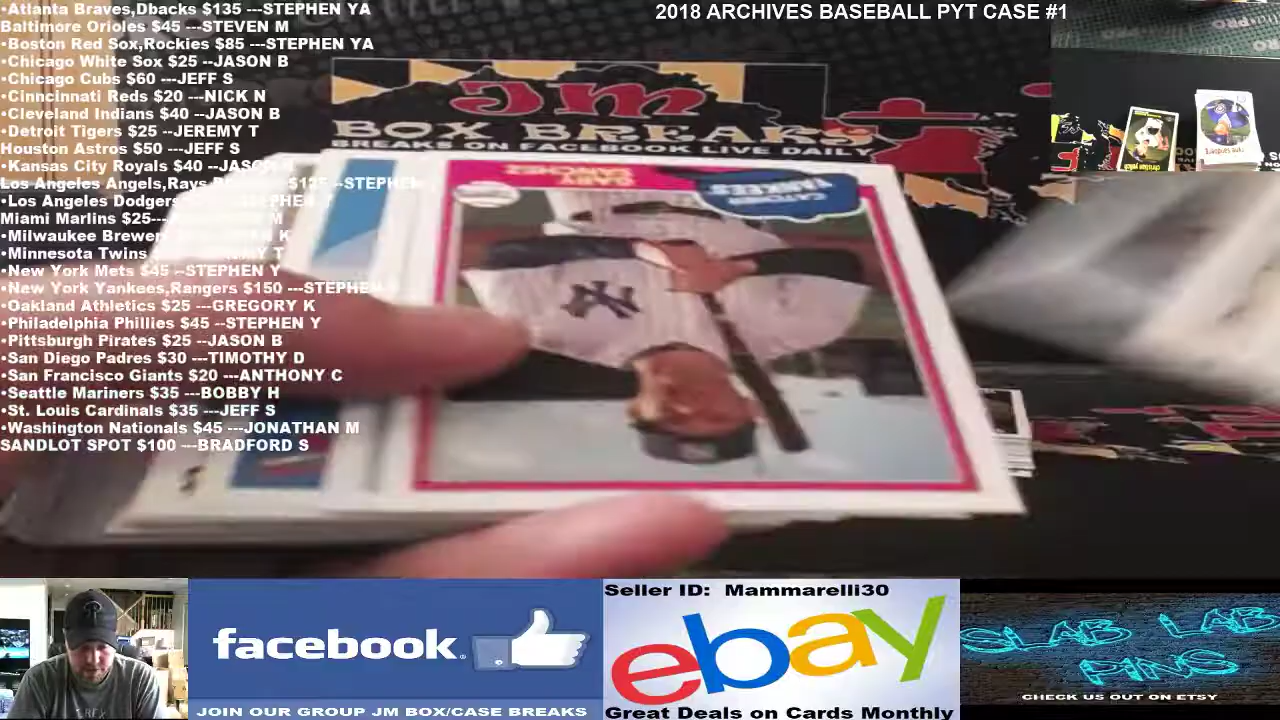 •Atlanta Braves,Dbacks $135 ---STEPHEN YA
Baltimore Orioles $45 ---STEVEN M
•Boston Red Sox,Rockies $85 ---STEPHEN YA
•Chicago White Sox $25 --JASON B
•Chicago Cubs $60 ---JEFF S
•Cinncinnati Reds $20 ---NICK N
•Cleveland Indians $40 --JASON B
•Detroit Tigers $25 --JEREMY T
Houston Astros $50 ---JEFF S
•Kansas City Royals $40 --JASON
Los Angeles Angels,Rays $125 --STEPHEN
•Los Angeles Dodgers
Miami Marlins $25--- M
•Milwaukee Brewers K
•Minnesota Twins T
•New York Mets $45 --STEPHEN Y
•New York Yankees,Rangers $150 ---STEPHEN
•Oakland Athletics $25 ---GREGORY K
•Philadelphia Phillies $45 --STEPHEN Y
•Pittsburgh Pirates $25 --JASON B
•San Diego Padres $30 ---TIMOTHY D
•San Francisco Giants $20 --ANTHONY C
•Seattle Mariners $35 ---BOBBY H
•St. Louis Cardinals $35 ---JEFF S
•Washington Nationals $45 ---JONATHAN M
SANDLOT SPOT $100 ---BRADFORD S
2018 ARCHIVES BASEBALL PYT CASE #1
JM
BOX BREAKS
BREAKS ON FACEBOOK LIVE DAILY
GARY
SANCHEZ
CATCHER
YANKEES
NY
facebook.
JOIN OUR GROUP JM BOX/CASE BREAKS
Seller ID: Mammarelli30
ebay
Great Deals on Cards Monthly
SLAB LAB
PINS
CHECK US OUT ON ETSY